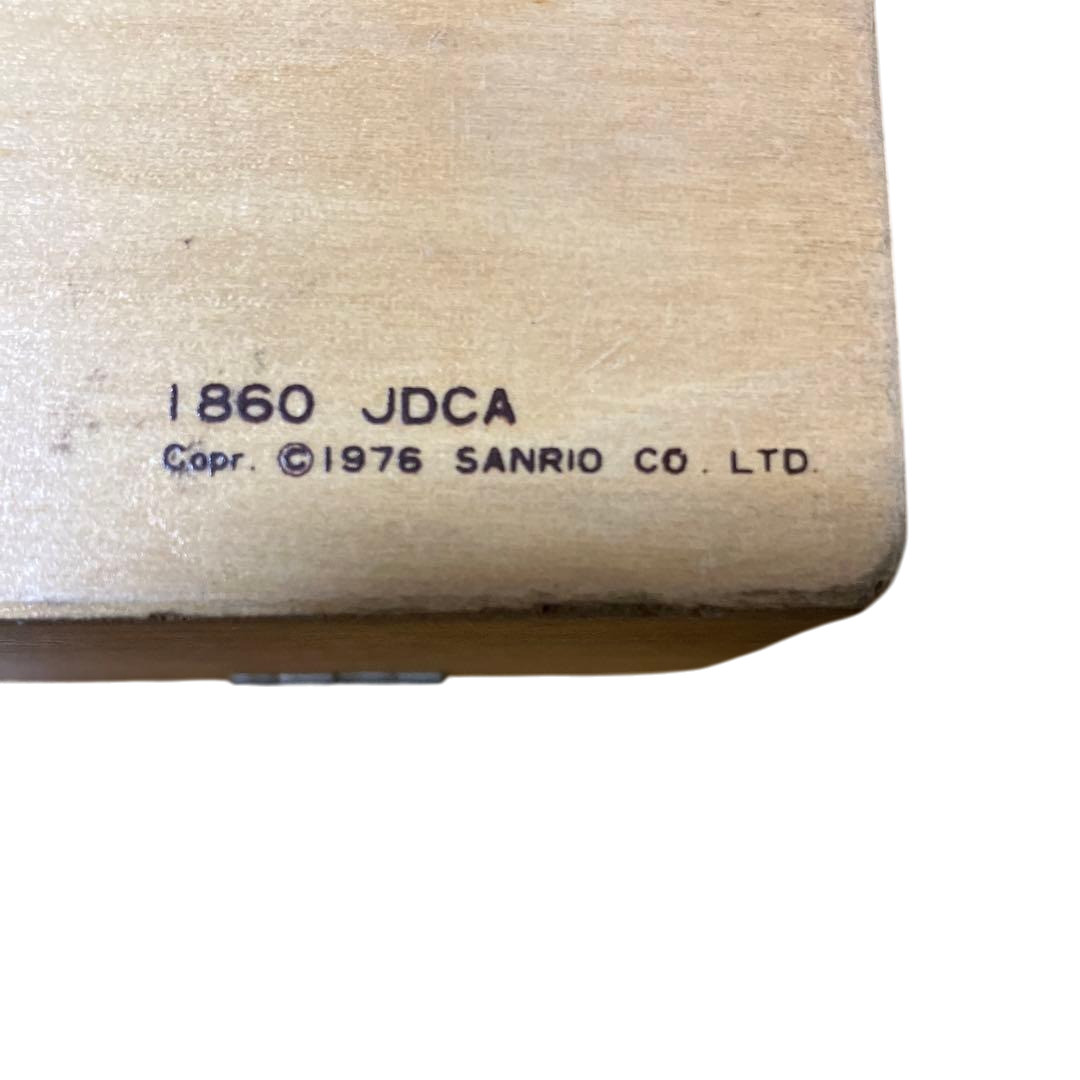 1860 JDCA
Copr. ©1976 SANRIO CO. LTD.